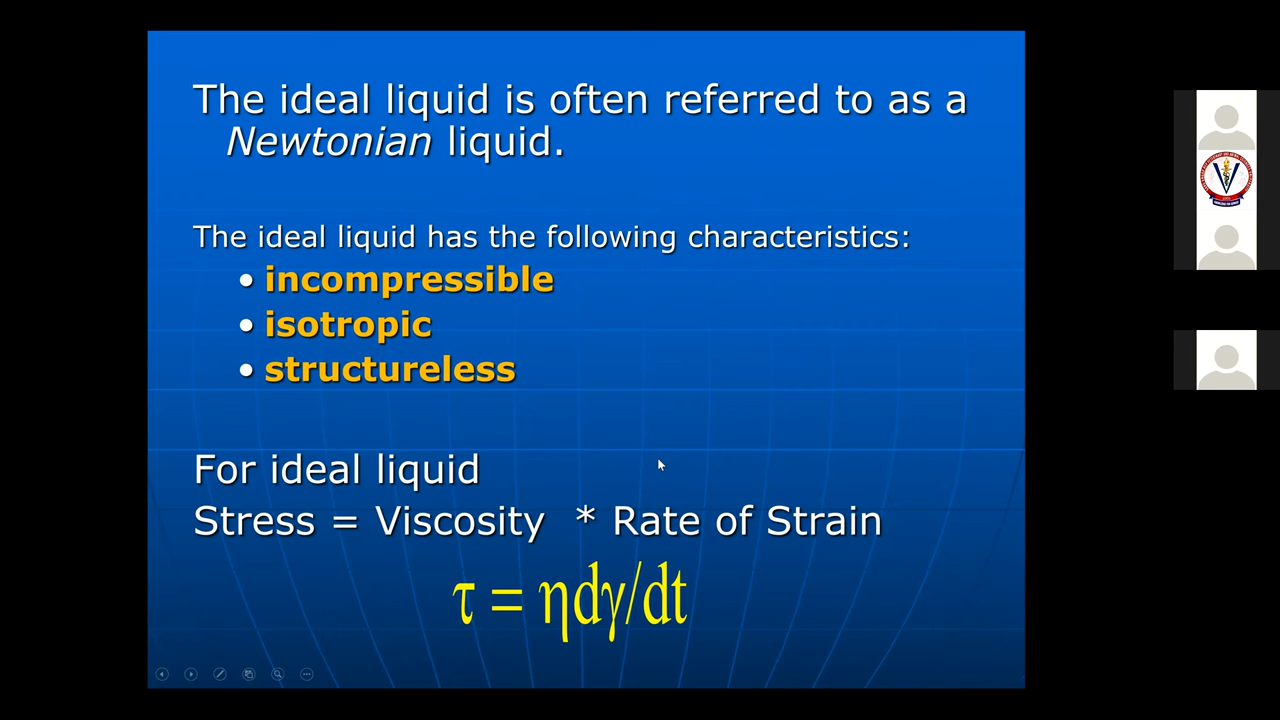 The ideal liquid is often referred to as a
Newtonian liquid.
The ideal liquid has the following characteristics:
• incompressible
• isotropic
• structureless
For ideal liquid
Stress = Viscosity * Rate of Strain
τ = ηdγ/dt